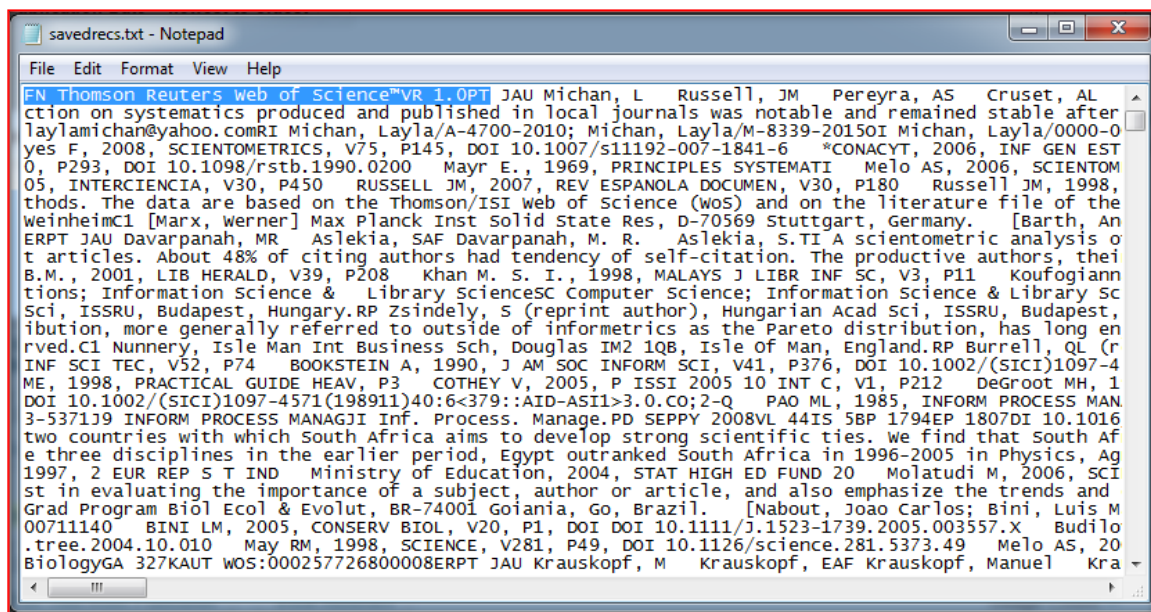 savedrecs.txt - Notepad
File Edit Format View Help
FN Thomson Reuters Web of Science™VR 1.0PT JAU Michan, L   Russell, JM   Pereyra, AS   Cruset, AL
ction on systematics produced and published in local journals was notable and remained stable after
laylamichan@yahoo.comRI Michan, Layla/A-4700-2010; Michan, Layla/M-8339-2015OI Michan, Layla/0000-0
yes F, 2008, SCIENTOMETRICS, V75, P145, DOI 10.1007/s11192-007-1841-6   *CONACYT, 2006, INF GEN EST
0, P293, DOI 10.1098/rstb.1990.0200   Mayr E., 1969, PRINCIPLES SYSTEMATI   Melo AS, 2006, SCIENTOM
05, INTERCIENCIA, V30, P450   RUSSELL JM, 2007, REV ESPANOLA DOCUMEN, V30, P180   Russell JM, 1998,
thods. The data are based on the Thomson/ISI Web of Science (WoS) and on the literature file of the
WeinheimC1 [Marx, Werner] Max Planck Inst Solid State Res, D-70569 Stuttgart, Germany.   [Barth, An
ERPT JAU Davarpanah, MR   Aslekia, SAF Davarpanah, M. R.   Aslekia, S.TI A scientometric analysis o
t articles. About 48% of citing authors had tendency of self-citation. The productive authors, thei
B.M., 2001, LIB HERALD, V39, P208   Khan M. S. I., 1998, MALAYS J LIBR INF SC, V3, P11   Koufogiann
tions; Information Science &   Library ScienceSC Computer Science; Information Science & Library Sc
Sci, ISSRU, Budapest, Hungary.RP Zsindely, S (reprint author), Hungarian Acad Sci, ISSRU, Budapest,
ibution, more generally referred to outside of informetrics as the Pareto distribution, has long en
rved.C1 Nunnery, Isle Man Int Business Sch, Douglas IM2 1QB, Isle Of Man, England.RP Burrell, QL (r
INF SCI TEC, V52, P74   BOOKSTEIN A, 1990, J AM SOC INFORM SCI, V41, P376, DOI 10.1002/(SICI)1097-4
ME, 1998, PRACTICAL GUIDE HEAV, P3   COTHEY V, 2005, P ISSI 2005 10 INT C, V1, P212   DeGroot MH, 1
DOI 10.1002/(SICI)1097-4571(198911)40:6<379::AID-ASI1>3.0.CO;2-Q   PAO ML, 1985, INFORM PROCESS MAN
3-5371J9 INFORM PROCESS MANAGJI Inf. Process. Manage.PD SEPPY 2008VL 44IS 5BP 1794EP 1807DI 10.1016
two countries with which South Africa aims to develop strong scientific ties. We find that South Af
e three disciplines in the earlier period, Egypt outranked South Africa in 1996-2005 in Physics, Ag
1997, 2 EUR REP S T IND   Ministry of Education, 2004, STAT HIGH ED FUND 20   Molatudi M, 2006, SCI
st in evaluating the importance of a subject, author or article, and also emphasize the trends and
Grad Program Biol Ecol & Evolut, BR-74001 Goiania, Go, Brazil.   [Nabout, Joao Carlos; Bini, Luis M
00711140   BINI LM, 2005, CONSERV BIOL, V20, P1, DOI DOI 10.1111/J.1523-1739.2005.003557.X   Budilo
.tree.2004.10.010   May RM, 1998, SCIENCE, V281, P49, DOI 10.1126/science.281.5373.49   Melo AS, 20
BiologyGA 327KAUT WOS:000257726800008ERPT JAU Krauskopf, M   Krauskopf, EAF Krauskopf, Manuel   Kra